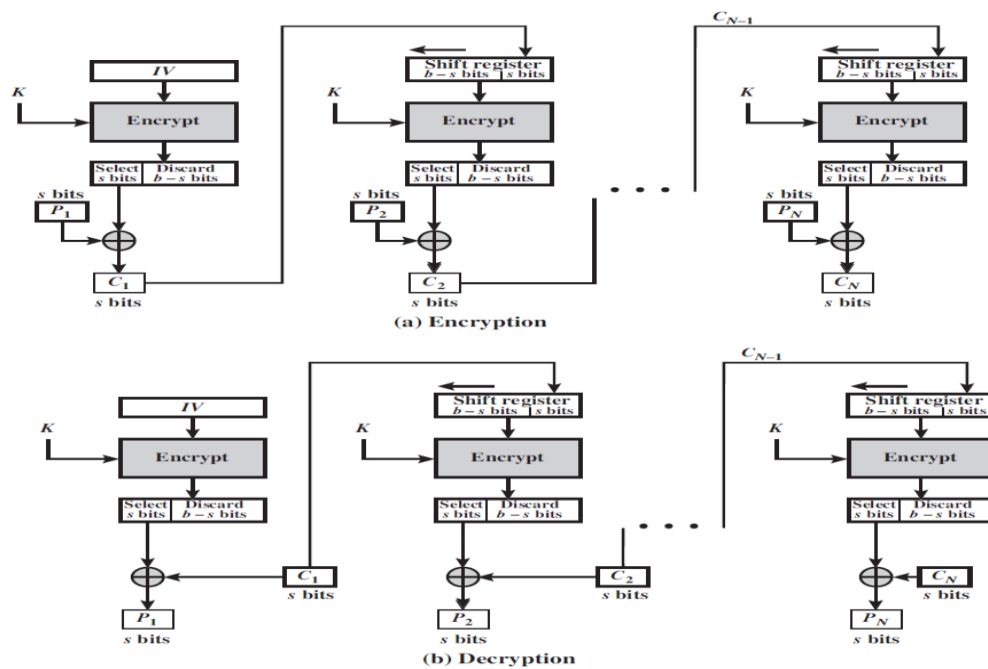 C_{N-1}
IV
Shift register
b − s bits | s bits
Shift register
b − s bits | s bits
K
Encrypt
K
Encrypt
K
Encrypt
Select s bits
Discard b − s bits
Select s bits
Discard b − s bits
Select s bits
Discard b − s bits
s bits
P_1
s bits
P_2
s bits
P_N
C_1
s bits
C_2
s bits
C_N
s bits
(a) Encryption
C_{N-1}
IV
Shift register
b − s bits | s bits
Shift register
b − s bits | s bits
K
Encrypt
K
Encrypt
K
Encrypt
Select s bits
Discard b − s bits
Select s bits
Discard b − s bits
Select s bits
Discard b − s bits
C_1
s bits
C_2
s bits
C_N
s bits
P_1
s bits
P_2
s bits
P_N
s bits
(b) Decryption